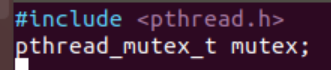 #include <pthread.h>
pthread_mutex_t mutex;